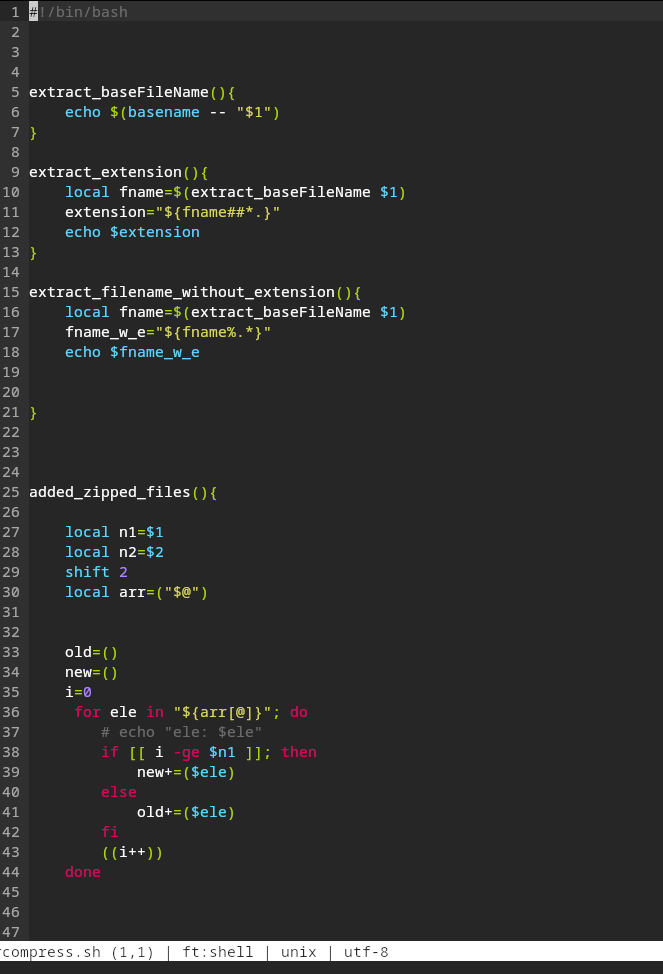 1 #!/bin/bash
2
3
4
5 extract_baseFileName(){
6     echo $(basename -- "$1")
7 }
8
9 extract_extension(){
10     local fname=$(extract_baseFileName $1)
11     extension="${fname##*.}"
12     echo $extension
13 }
14
15 extract_filename_without_extension(){
16     local fname=$(extract_baseFileName $1)
17     fname_w_e="${fname%.*}"
18     echo $fname_w_e
19
20
21 }
22
23
24
25 added_zipped_files(){
26
27     local n1=$1
28     local n2=$2
29     shift 2
30     local arr=("$@")
31
32
33     old=()
34     new=()
35     i=0
36      for ele in "${arr[@]}"; do
37         # echo "ele: $ele"
38         if [[ i -ge $n1 ]]; then
39             new+=($ele)
40         else
41             old+=($ele)
42         fi
43         ((i++))
44     done
45
46
47
compress.sh (1,1) | ft:shell | unix | utf-8